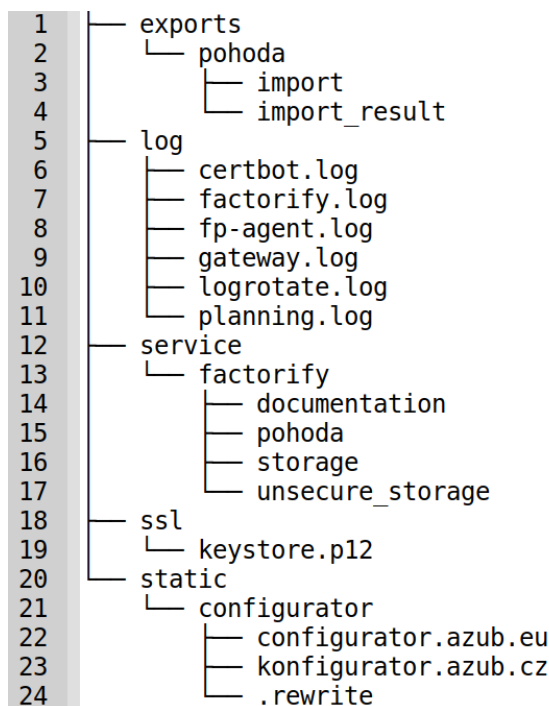 1 ├── exports
2 │   └── pohoda
3 │       ├── import
4 │       └── import_result
5 ├── log
6 │   ├── certbot.log
7 │   ├── factorify.log
8 │   ├── fp-agent.log
9 │   ├── gateway.log
10 │   ├── logrotate.log
11 │   └── planning.log
12 ├── service
13 │   └── factorify
14 │       ├── documentation
15 │       ├── pohoda
16 │       ├── storage
17 │       └── unsecure_storage
18 ├── ssl
19 │   └── keystore.p12
20 └── static
21     └── configurator
22         ├── configurator.azub.eu
23         ├── konfigurator.azub.cz
24         └── .rewrite